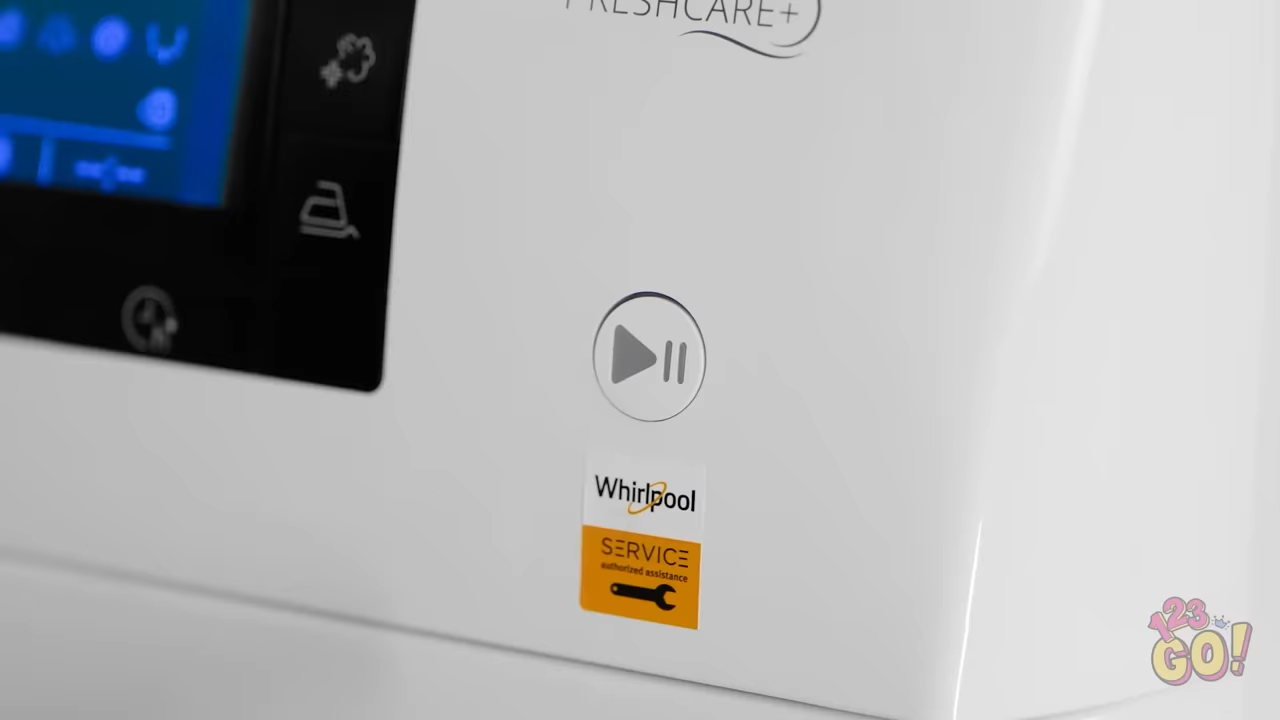 FRESHCARE+
Whirlpool
SERVICE
authorized assistance
123
GO!